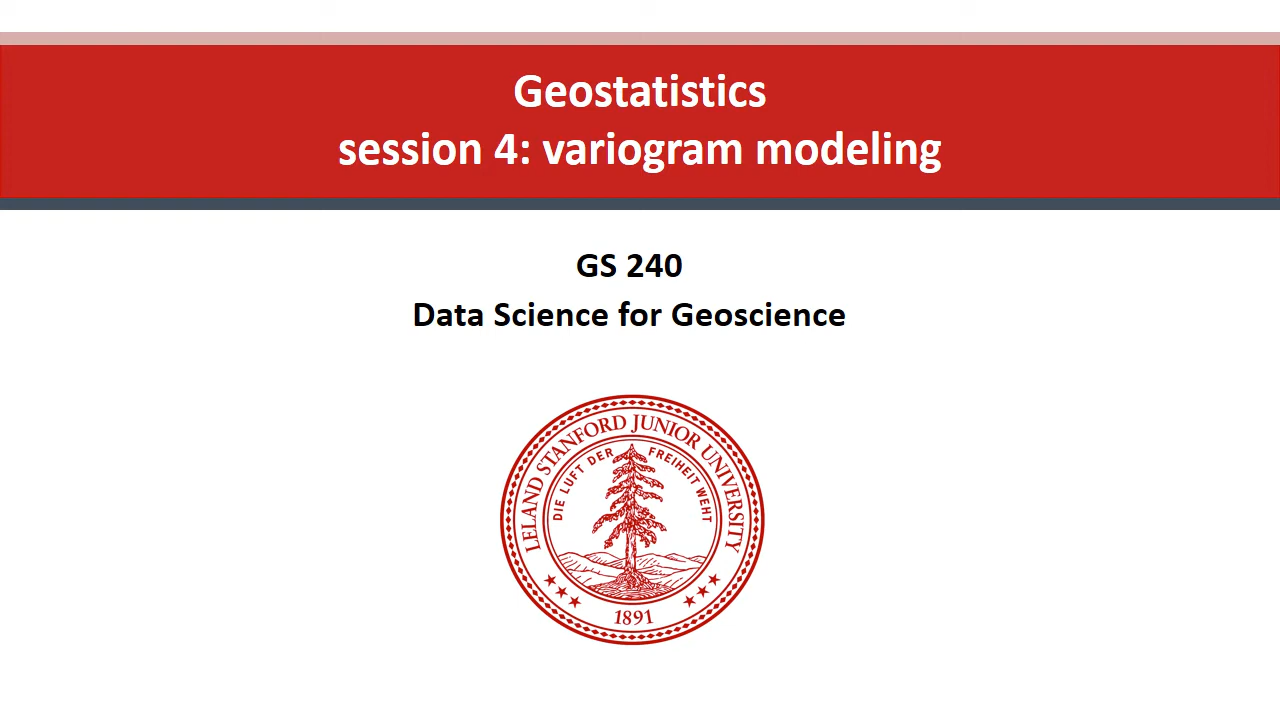 Geostatistics
session 4: variogram modeling
GS 240
Data Science for Geoscience
LELAND STANFORD JUNIOR UNIVERSITY
DIE LUFT DER FREIHEIT WEHT
1891